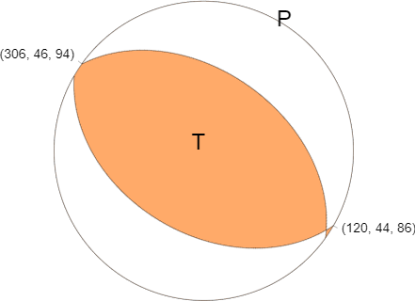 P
(306, 46, 94)
T
(120, 44, 86)